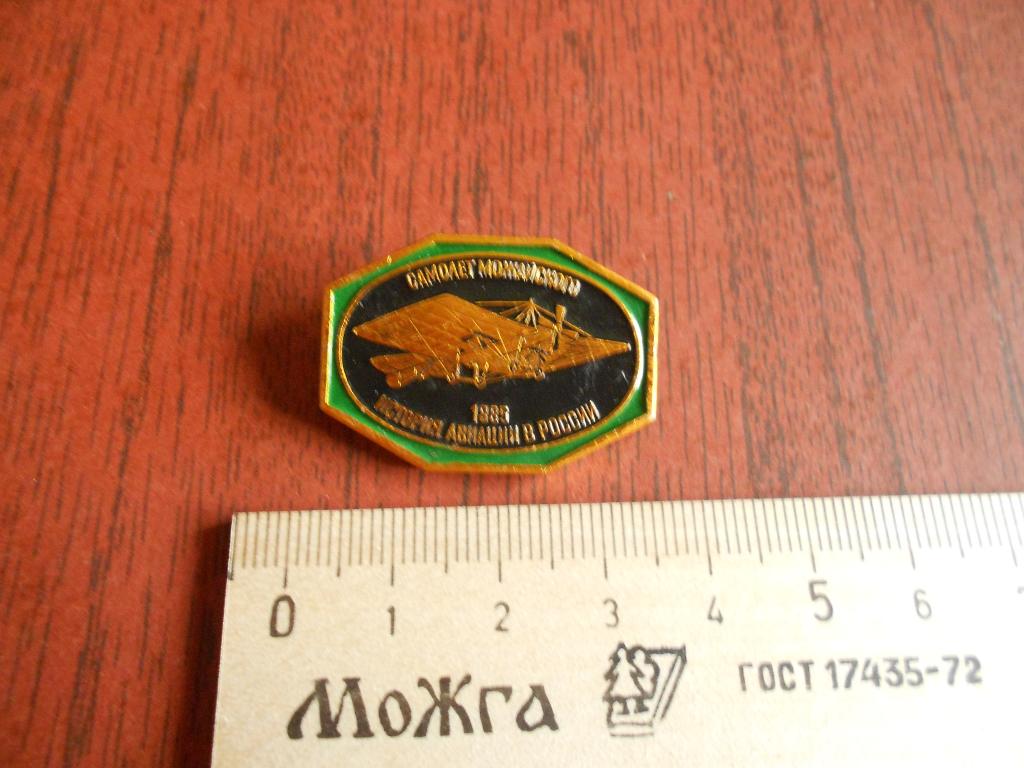 САМОЛЕТ МОЖАЙСКОГО
1885
ИСТОРИЯ АВИАЦИИ В РОССИИ
0 1 2 3 4 5 6
МоЖга
ГОСТ 17435-72